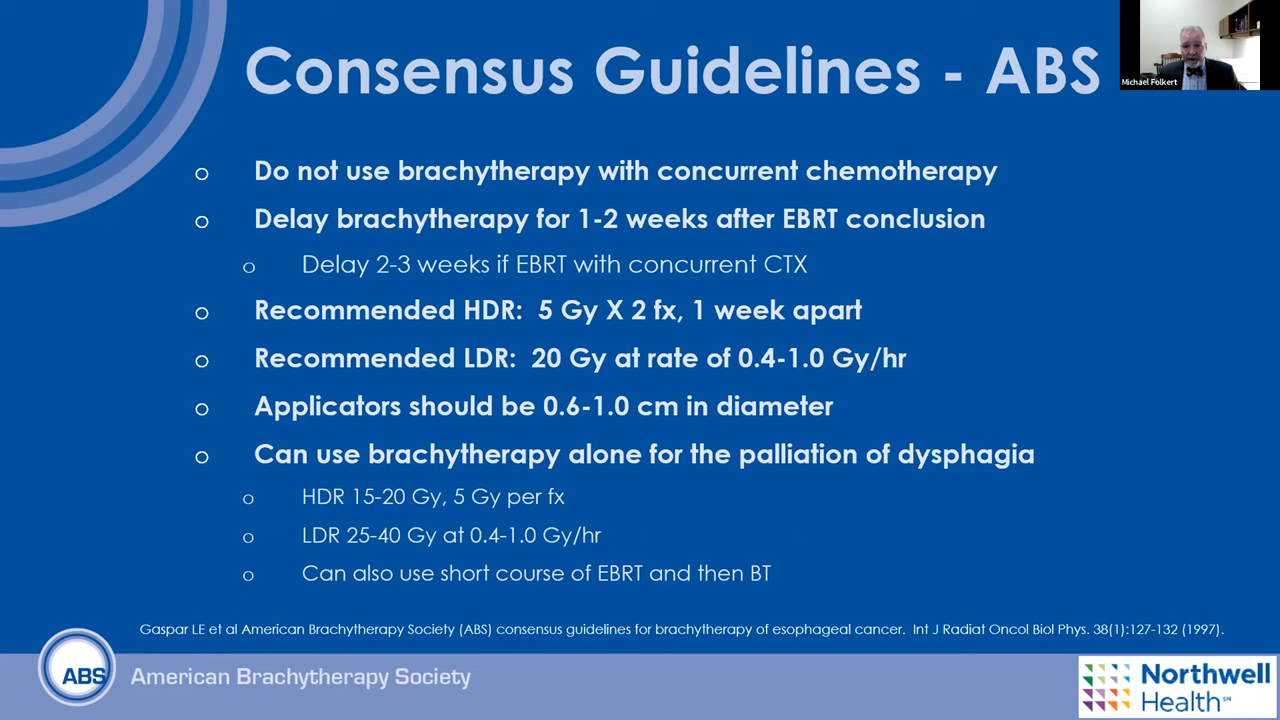 Consensus Guidelines - ABS
Michael Folkert
o Do not use brachytherapy with concurrent chemotherapy
o Delay brachytherapy for 1-2 weeks after EBRT conclusion
o Delay 2-3 weeks if EBRT with concurrent CTX
o Recommended HDR: 5 Gy X 2 fx, 1 week apart
o Recommended LDR: 20 Gy at rate of 0.4-1.0 Gy/hr
o Applicators should be 0.6-1.0 cm in diameter
o Can use brachytherapy alone for the palliation of dysphagia
o HDR 15-20 Gy, 5 Gy per fx
o LDR 25-40 Gy at 0.4-1.0 Gy/hr
o Can also use short course of EBRT and then BT
Gaspar LE et al American Brachytherapy Society (ABS) consensus guidelines for brachytherapy of esophageal cancer. Int J Radiat Oncol Biol Phys. 38(1):127-132 (1997).
ABS American Brachytherapy Society
Northwell
Health℠